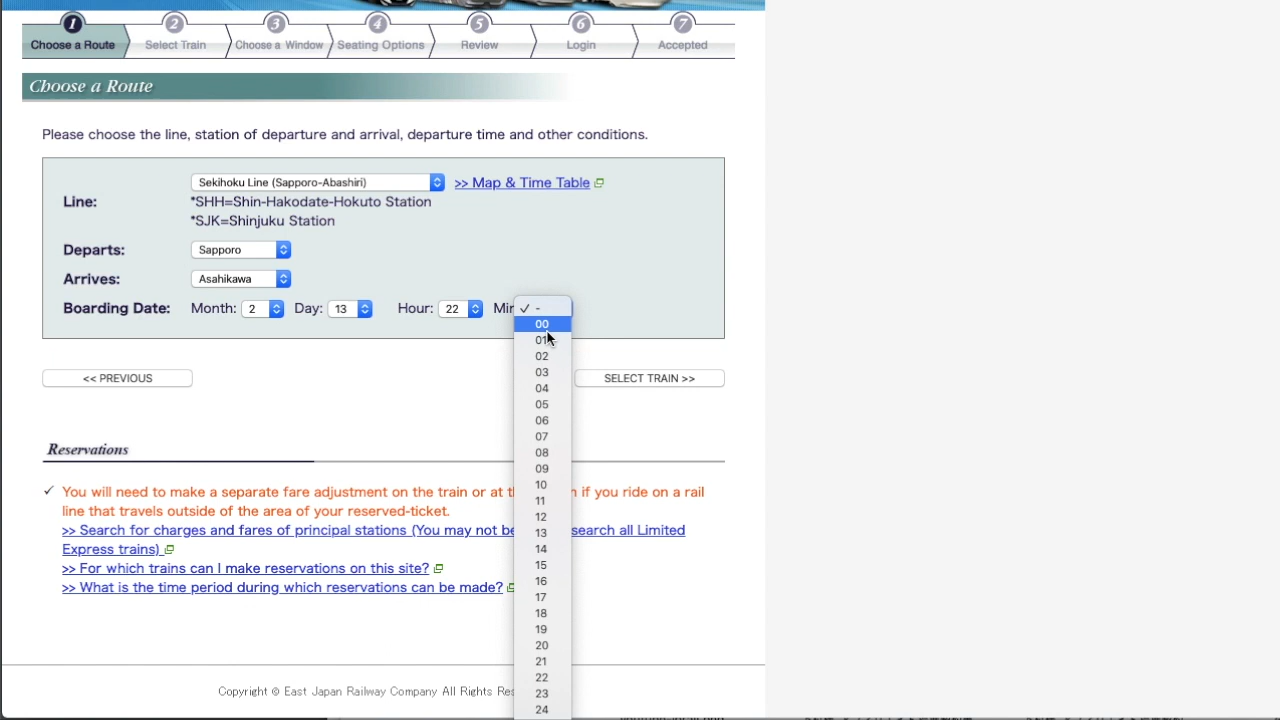 1 2 3 4 5 6 7
Choose a Route Select Train Choose a Window Seating Options Review Login Accepted
Choose a Route
Please choose the line, station of departure and arrival, departure time and other conditions.
Line: Sekihoku Line (Sapporo-Abashiri) >> Map & Time Table
*SHH=Shin-Hakodate-Hokuto Station
*SJK=Shinjuku Station
Departs: Sapporo
Arrives: Asahikawa
Boarding Date: Month: 2 Day: 13 Hour: 22 Min ✓ -
00
01
02
03
04
05
06
07
08
09
10
11
12
13
14
15
16
17
18
19
20
21
22
23
24
<< PREVIOUS SELECT TRAIN >>
Reservations
✓ You will need to make a separate fare adjustment on the train or at th n if you ride on a rail
line that travels outside of the area of your reserved-ticket.
>> Search for charges and fares of principal stations (You may not be search all Limited
Express trains)
>> For which trains can I make reservations on this site?
>> What is the time period during which reservations can be made?
Copyright © East Japan Railway Company All Rights Res